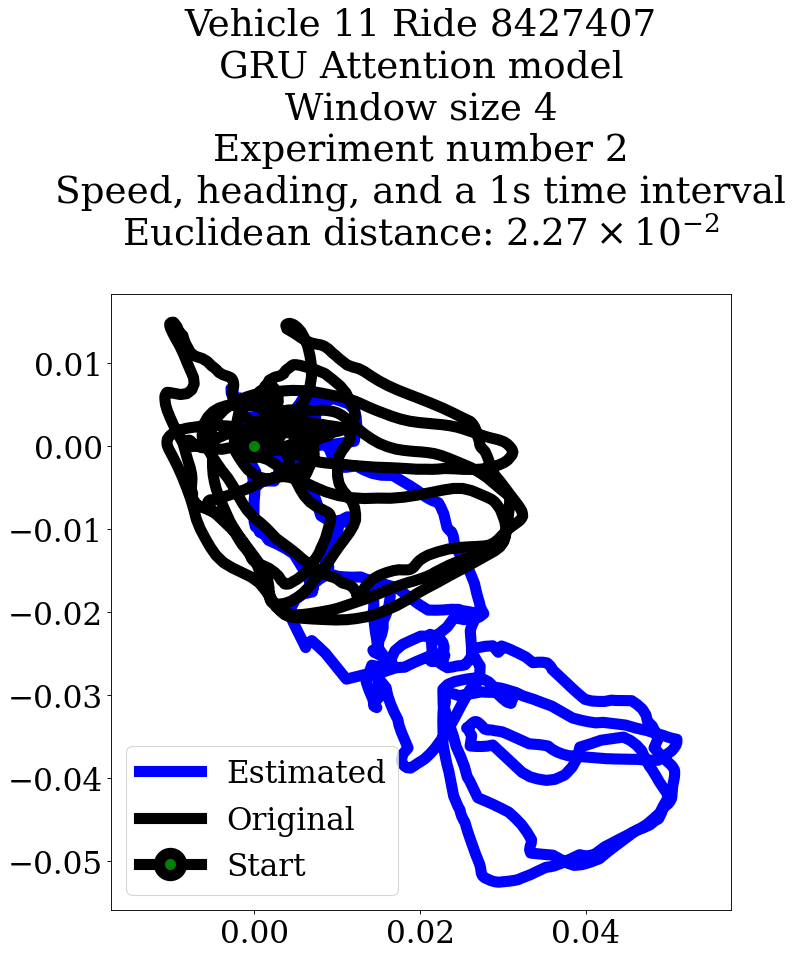 Vehicle 11 Ride 8427407
GRU Attention model
Window size 4
Experiment number 2
Speed, heading, and a 1s time interval
Euclidean distance: 2.27 × 10⁻²
0.01
0.00
−0.01
−0.02
−0.03
−0.04
−0.05
Estimated
Original
Start
0.00 0.02 0.04